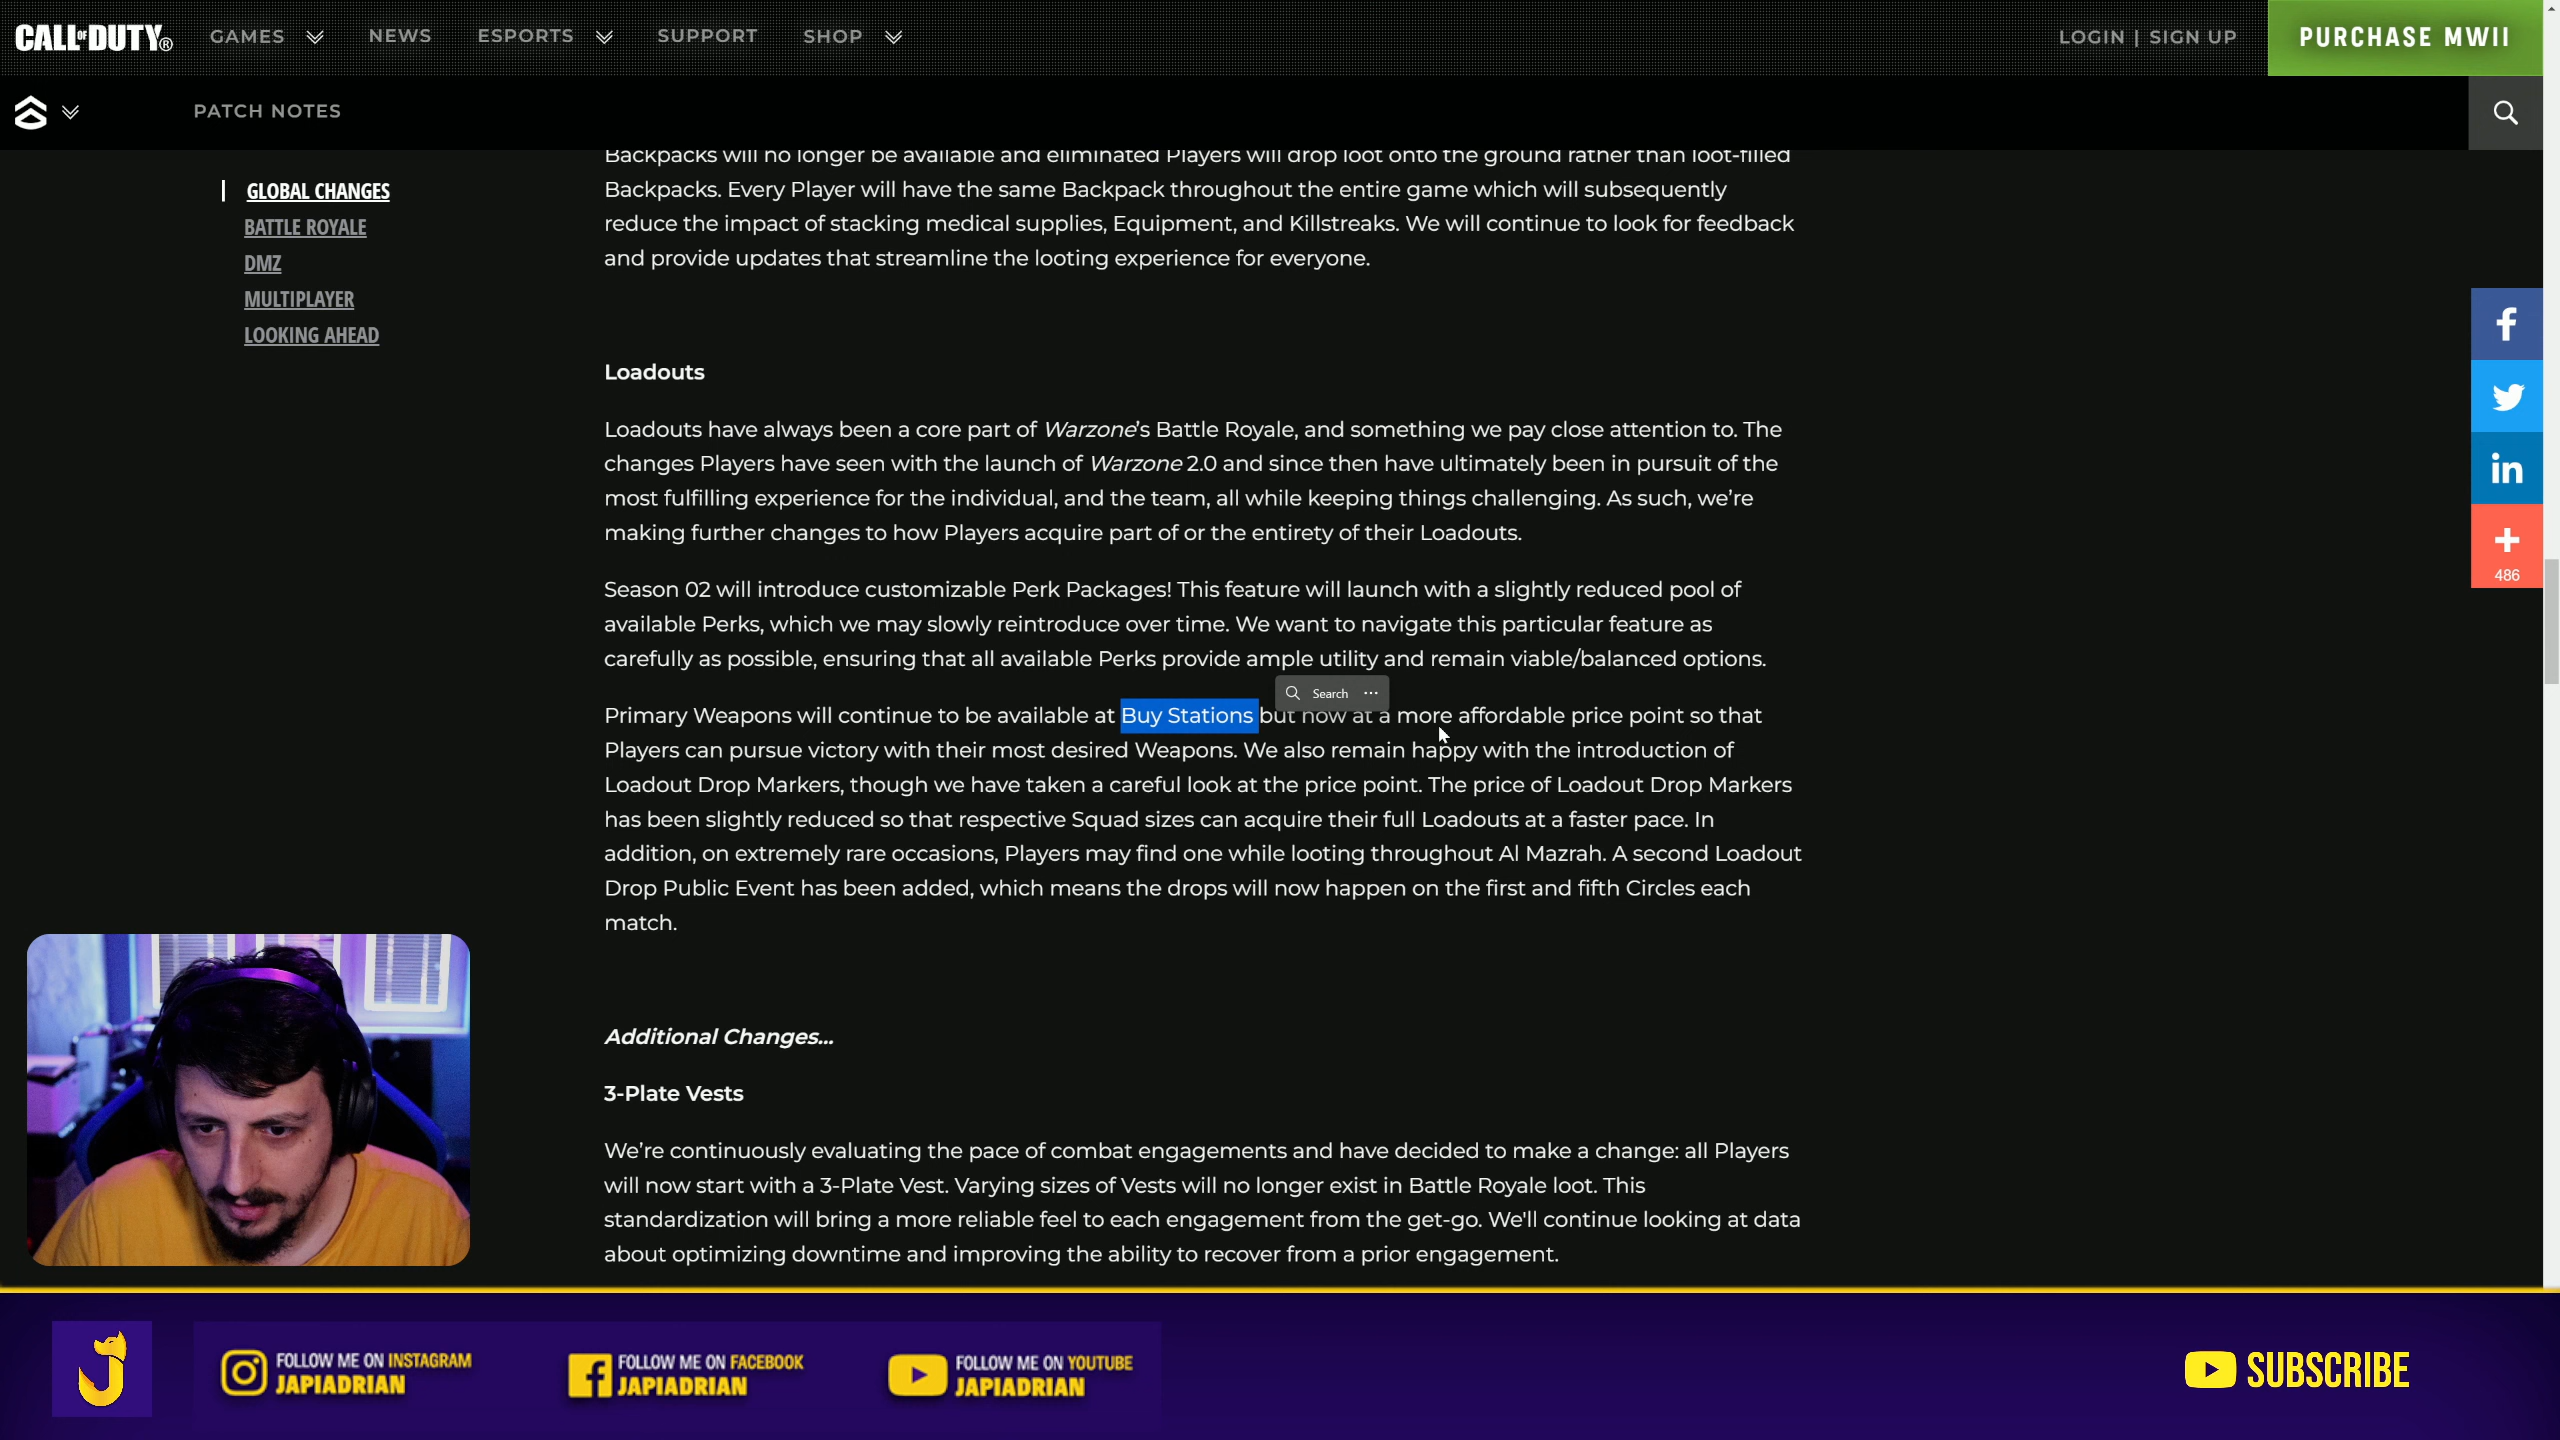 CALL OF DUTY®
GAMES
NEWS
ESPORTS
SUPPORT
SHOP
LOGIN | SIGN UP
PURCHASE MWII
PATCH NOTES
GLOBAL CHANGES
BATTLE ROYALE
DMZ
MULTIPLAYER
LOOKING AHEAD
Backpacks will no longer be available and eliminated Players will drop loot onto the ground rather than loot-filled
Backpacks. Every Player will have the same Backpack throughout the entire game which will subsequently
reduce the impact of stacking medical supplies, Equipment, and Killstreaks. We will continue to look for feedback
and provide updates that streamline the looting experience for everyone.
Loadouts
Loadouts have always been a core part of Warzone’s Battle Royale, and something we pay close attention to. The
changes Players have seen with the launch of Warzone 2.0 and since then have ultimately been in pursuit of the
most fulfilling experience for the individual, and the team, all while keeping things challenging. As such, we’re
making further changes to how Players acquire part of or the entirety of their Loadouts.
Season 02 will introduce customizable Perk Packages! This feature will launch with a slightly reduced pool of
available Perks, which we may slowly reintroduce over time. We want to navigate this particular feature as
carefully as possible, ensuring that all available Perks provide ample utility and remain viable/balanced options.
Search ...
Primary Weapons will continue to be available at Buy Stations but now at a more affordable price point so that
Players can pursue victory with their most desired Weapons. We also remain happy with the introduction of
Loadout Drop Markers, though we have taken a careful look at the price point. The price of Loadout Drop Markers
has been slightly reduced so that respective Squad sizes can acquire their full Loadouts at a faster pace. In
addition, on extremely rare occasions, Players may find one while looting throughout Al Mazrah. A second Loadout
Drop Public Event has been added, which means the drops will now happen on the first and fifth Circles each
match.
Additional Changes...
3-Plate Vests
We’re continuously evaluating the pace of combat engagements and have decided to make a change: all Players
will now start with a 3-Plate Vest. Varying sizes of Vests will no longer exist in Battle Royale loot. This
standardization will bring a more reliable feel to each engagement from the get-go. We'll continue looking at data
about optimizing downtime and improving the ability to recover from a prior engagement.
486
FOLLOW ME ON INSTAGRAM
JAPIADRIAN
FOLLOW ME ON FACEBOOK
JAPIADRIAN
FOLLOW ME ON YOUTUBE
JAPIADRIAN
SUBSCRIBE